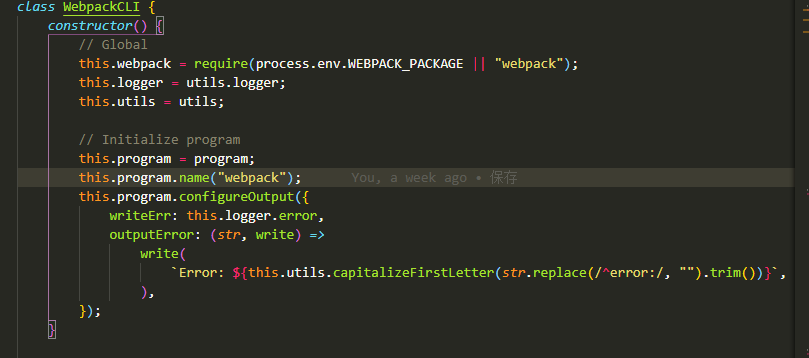 class WebpackCLI {
constructor() {
// Global
this.webpack = require(process.env.WEBPACK_PACKAGE || "webpack");
this.logger = utils.logger;
this.utils = utils;
// Initialize program
this.program = program;
this.program.name("webpack"); You, a week ago • 保存
this.program.configureOutput({
writeErr: this.logger.error,
outputError: (str, write) =>
write(
`Error: ${this.utils.capitalizeFirstLetter(str.replace(/^error:/, "").trim())}`,
),
});
}